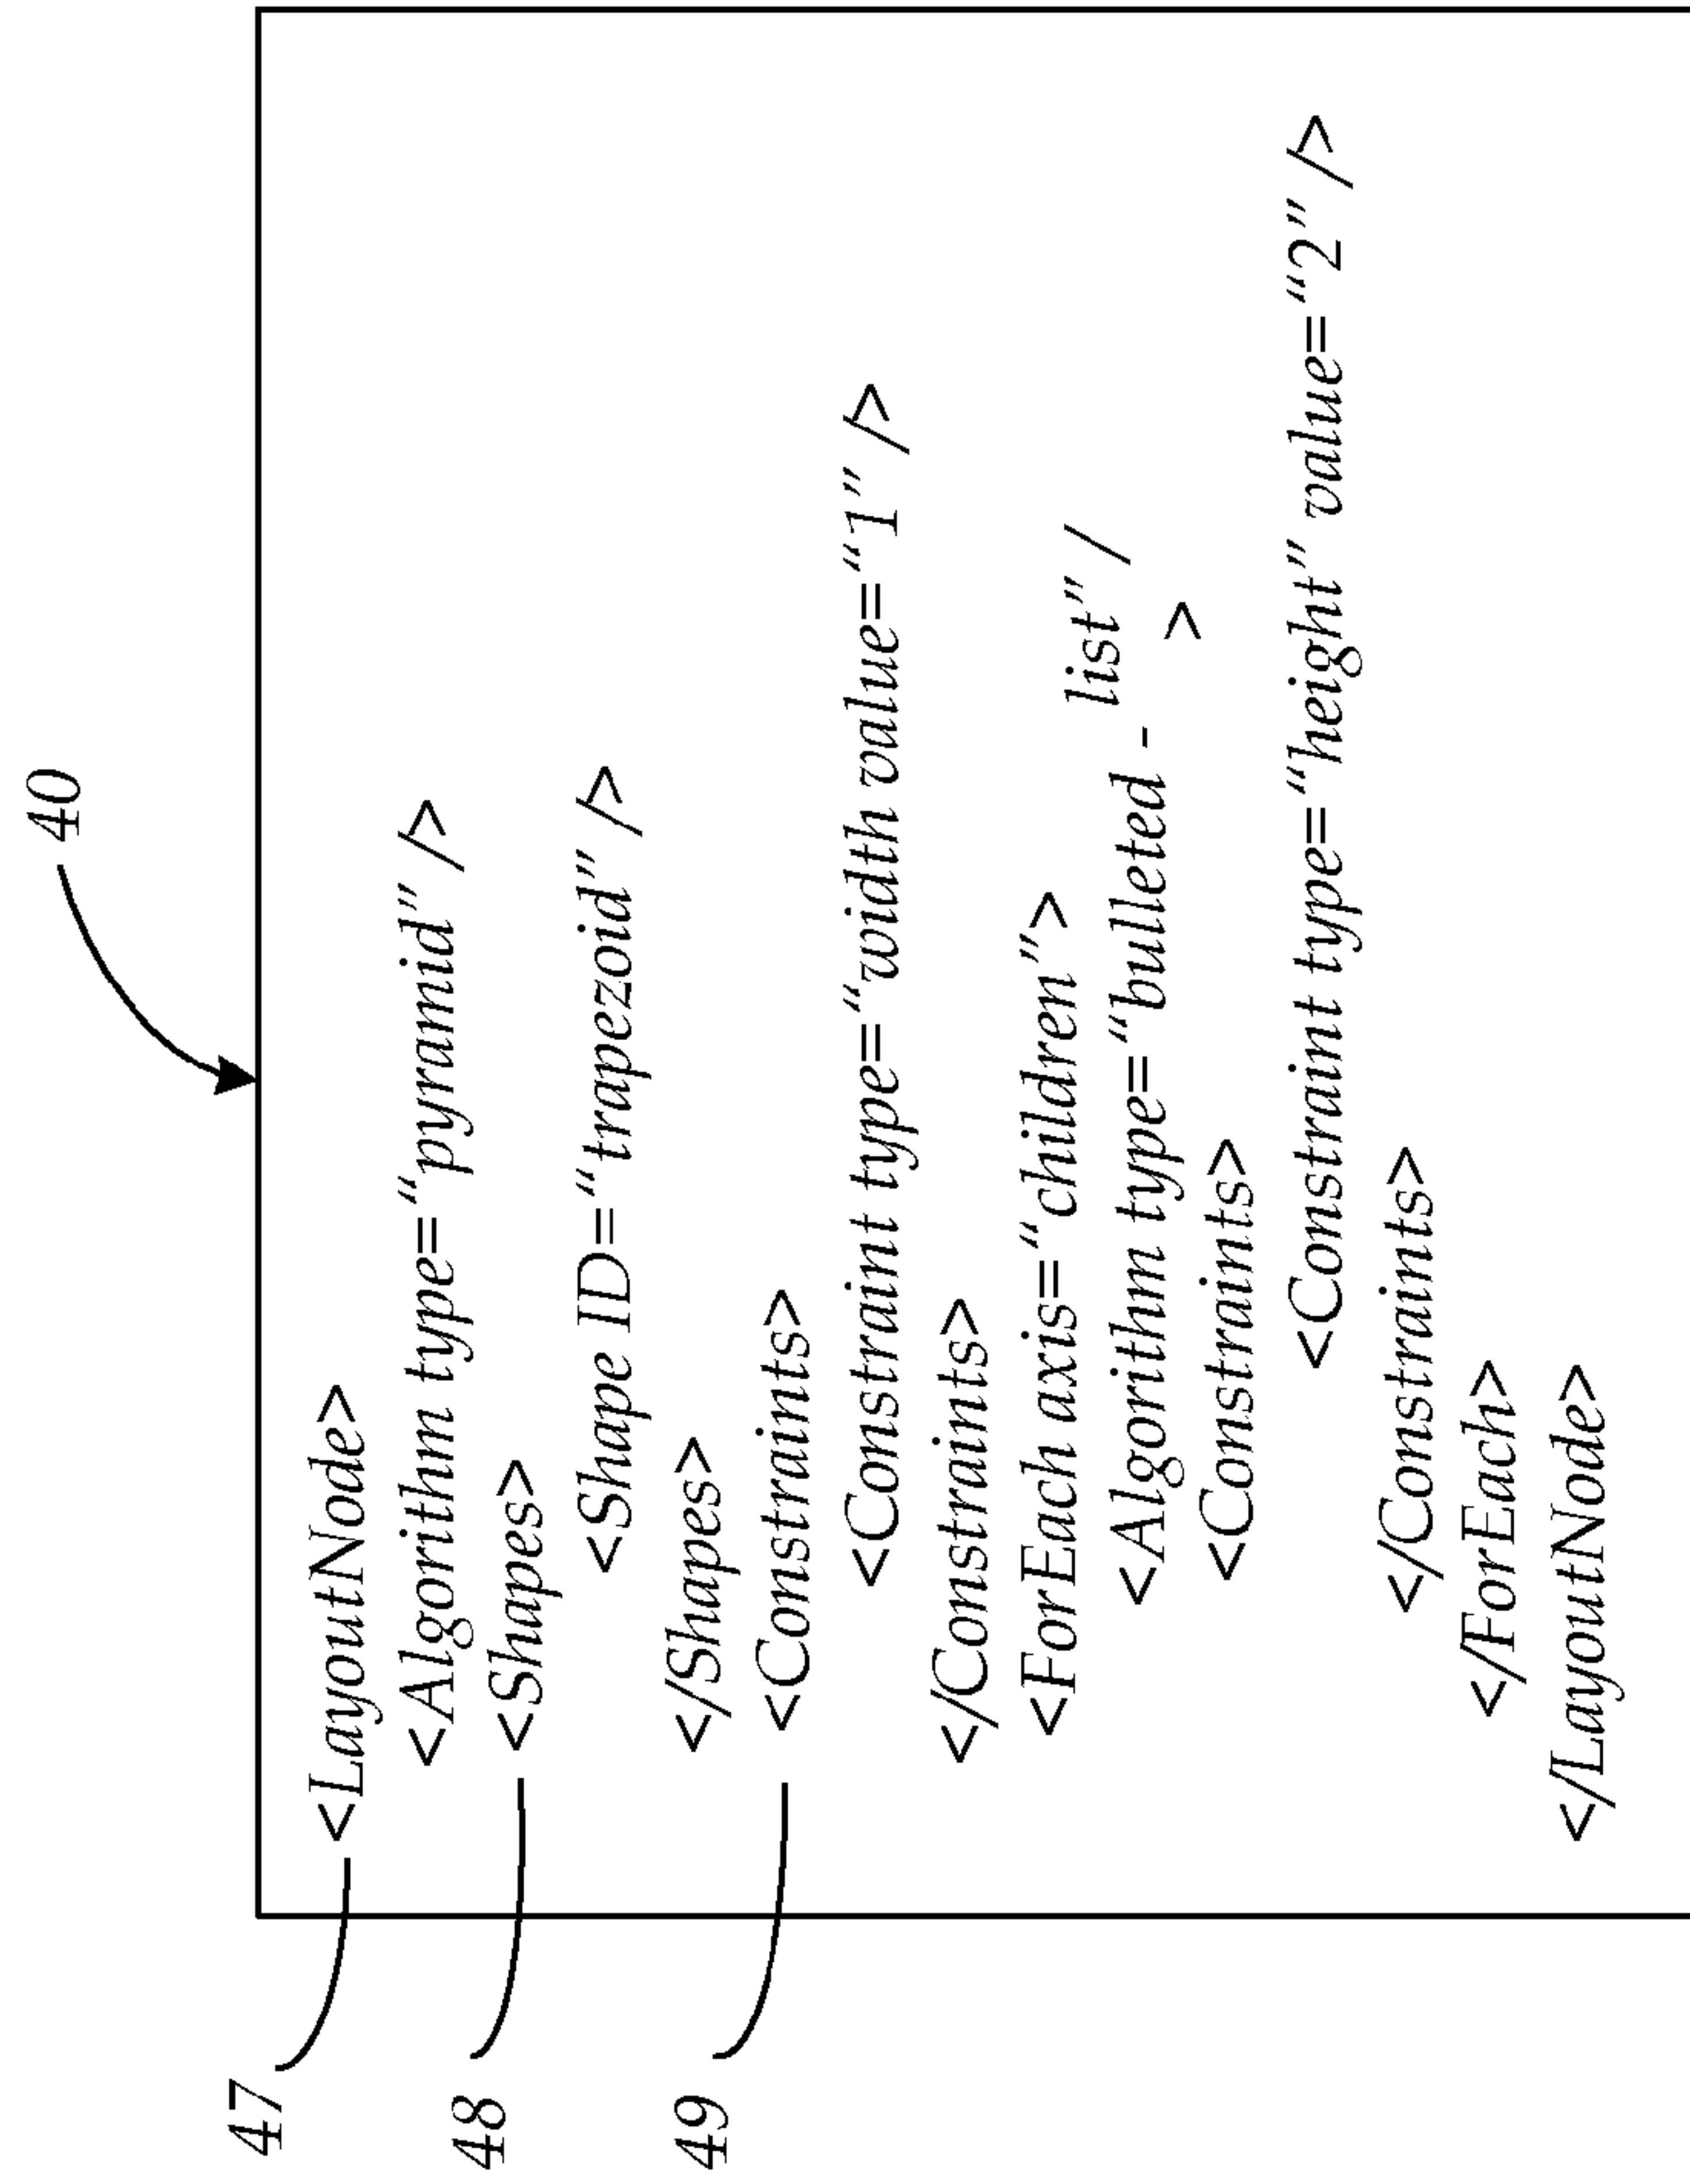 40
47
<LayoutNode>
<Algorithm type=“pyramid” />
48
<Shapes>
<Shape ID=“trapezoid” />
</Shapes>
49
<Constraints>
<Constraint type=“width value=“1” />
</Constraints>
<ForEach axis=“children”>
<Algorithm type=“bulleted - list” /
>
<Constraints>
<Constraint type=“height” value=“2” />
</Constraints>
</ForEach>
</LayoutNode>